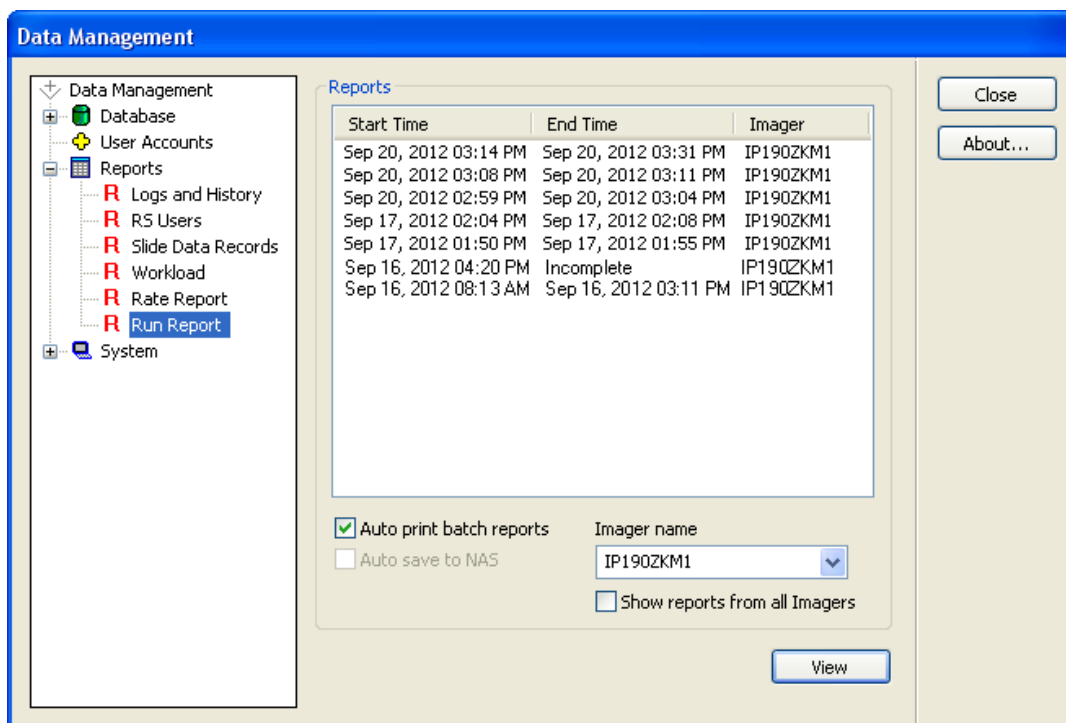 Data Management
Data Management
Database
User Accounts
Reports
R Logs and History
R RS Users
R Slide Data Records
R Workload
R Rate Report
R Run Report
System
Reports
Start Time End Time Imager
Sep 20, 2012 03:14 PM Sep 20, 2012 03:31 PM IP190ZKM1
Sep 20, 2012 03:08 PM Sep 20, 2012 03:11 PM IP190ZKM1
Sep 20, 2012 02:59 PM Sep 20, 2012 03:04 PM IP190ZKM1
Sep 17, 2012 02:04 PM Sep 17, 2012 02:08 PM IP190ZKM1
Sep 17, 2012 01:50 PM Sep 17, 2012 01:55 PM IP190ZKM1
Sep 16, 2012 04:20 PM Incomplete IP190ZKM1
Sep 16, 2012 08:13 AM Sep 16, 2012 03:11 PM IP190ZKM1
Auto print batch reports
Auto save to NAS
Imager name
IP190ZKM1
Show reports from all Imagers
View
Close
About...